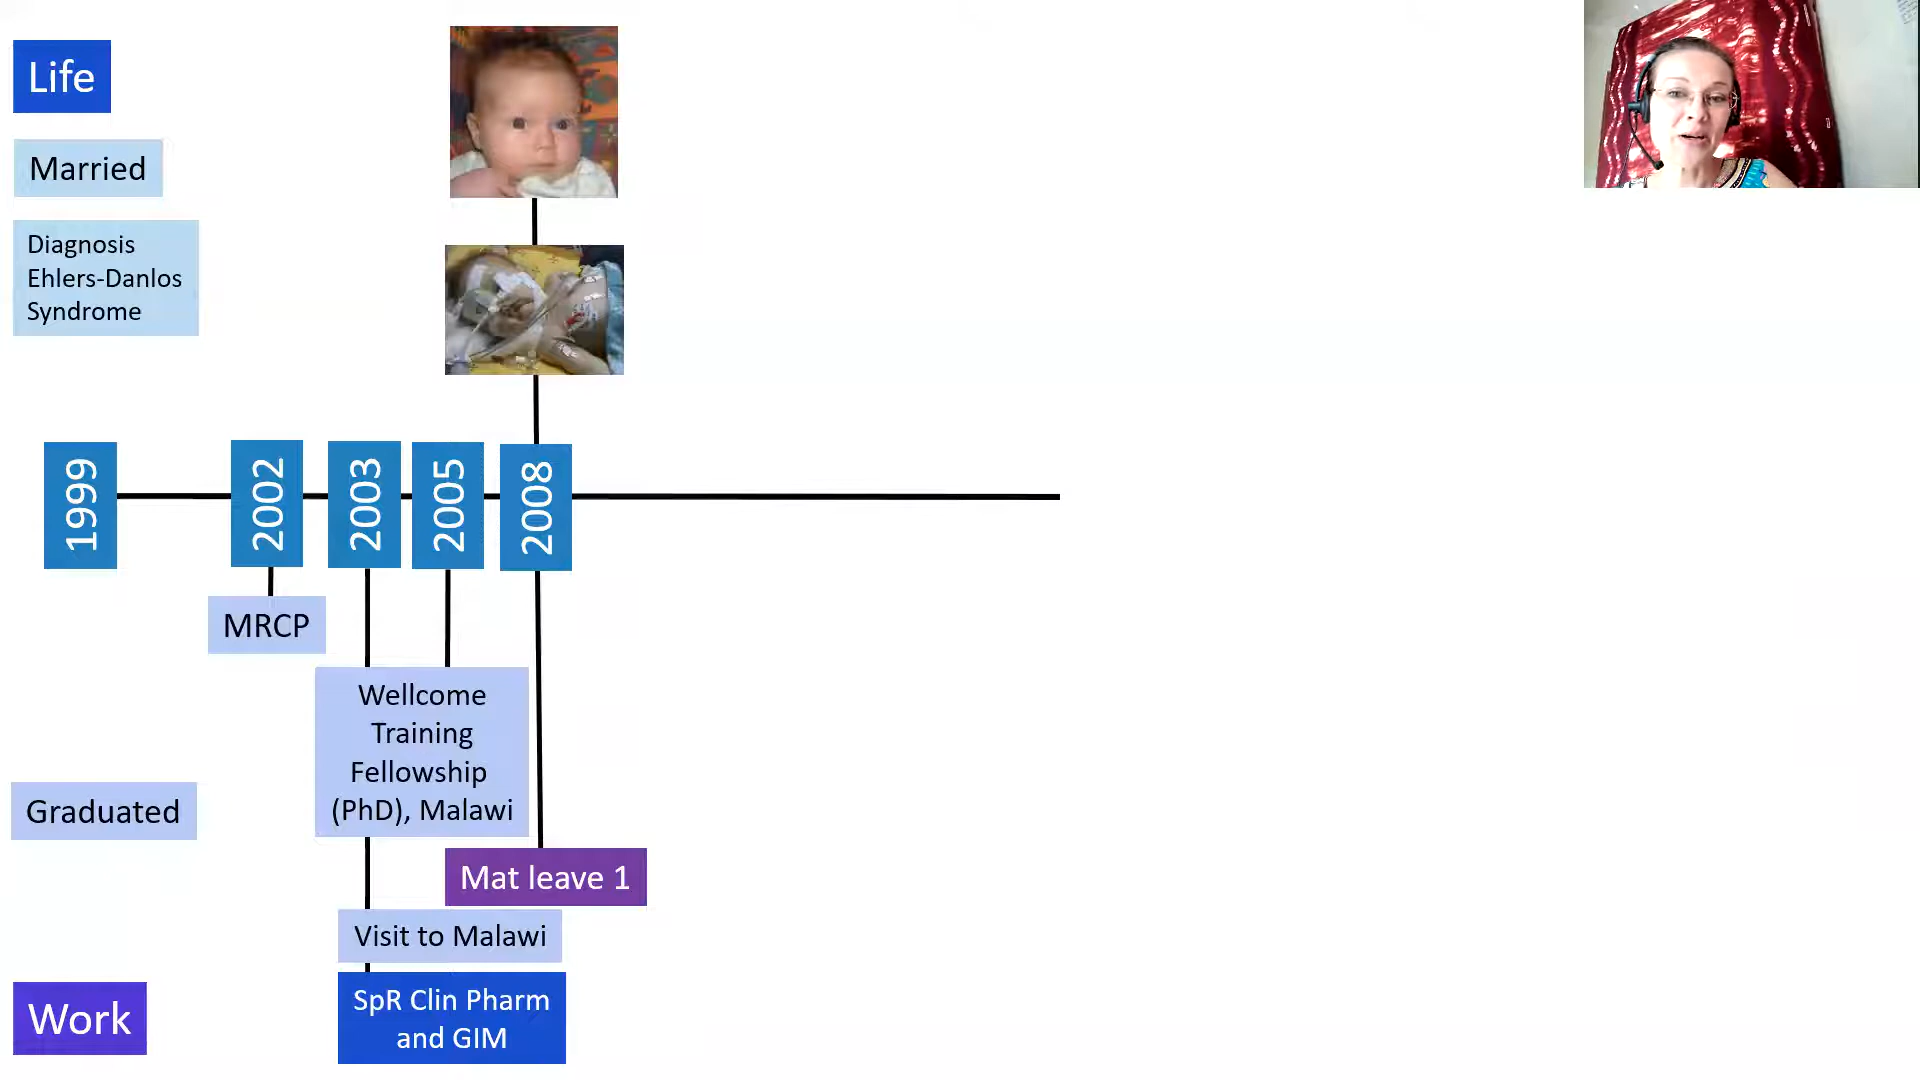 Life
Married
Diagnosis
Ehlers-Danlos
Syndrome
1999
2002
2003
2005
2008
MRCP
Wellcome
Training
Fellowship
(PhD), Malawi
Graduated
Mat leave 1
Visit to Malawi
SpR Clin Pharm
and GIM
Work